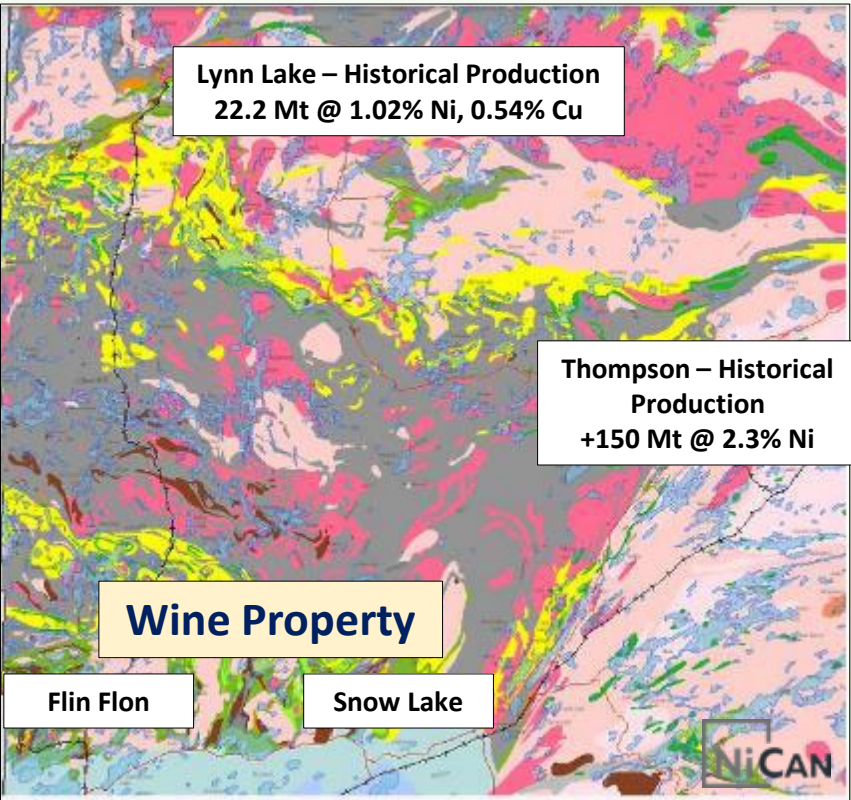 Lynn Lake – Historical Production
22.2 Mt @ 1.02% Ni, 0.54% Cu
Thompson – Historical
Production
+150 Mt @ 2.3% Ni
Wine Property
Flin Flon
Snow Lake
NiCAN